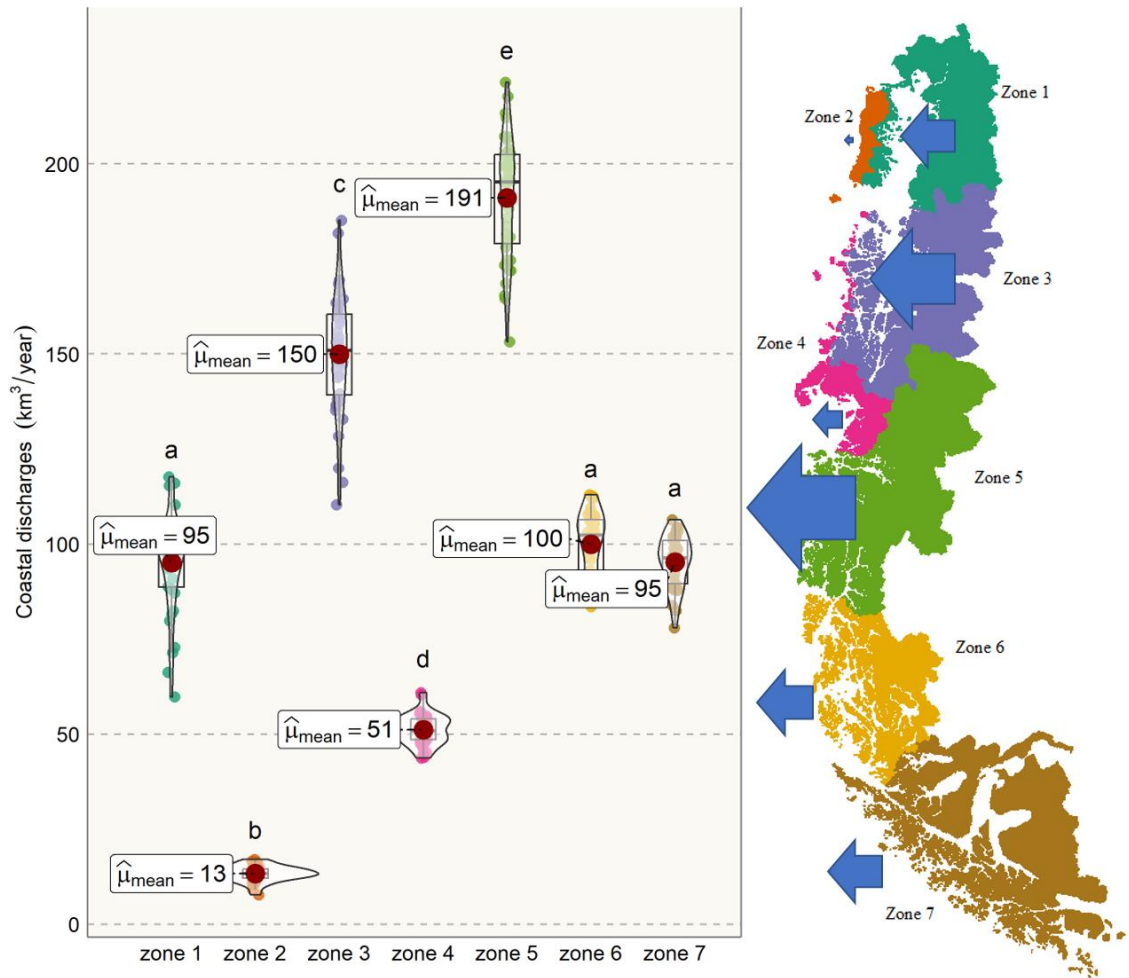 Coastal discharges (km³/year)
200
150
100
50
0
a
b
c
d
e
a
a
μ̂mean = 95
μ̂mean = 13
μ̂mean = 150
μ̂mean = 51
μ̂mean = 191
μ̂mean = 100
μ̂mean = 95
zone 1
zone 2
zone 3
zone 4
zone 5
zone 6
zone 7
Zone 1
Zone 2
Zone 3
Zone 4
Zone 5
Zone 6
Zone 7